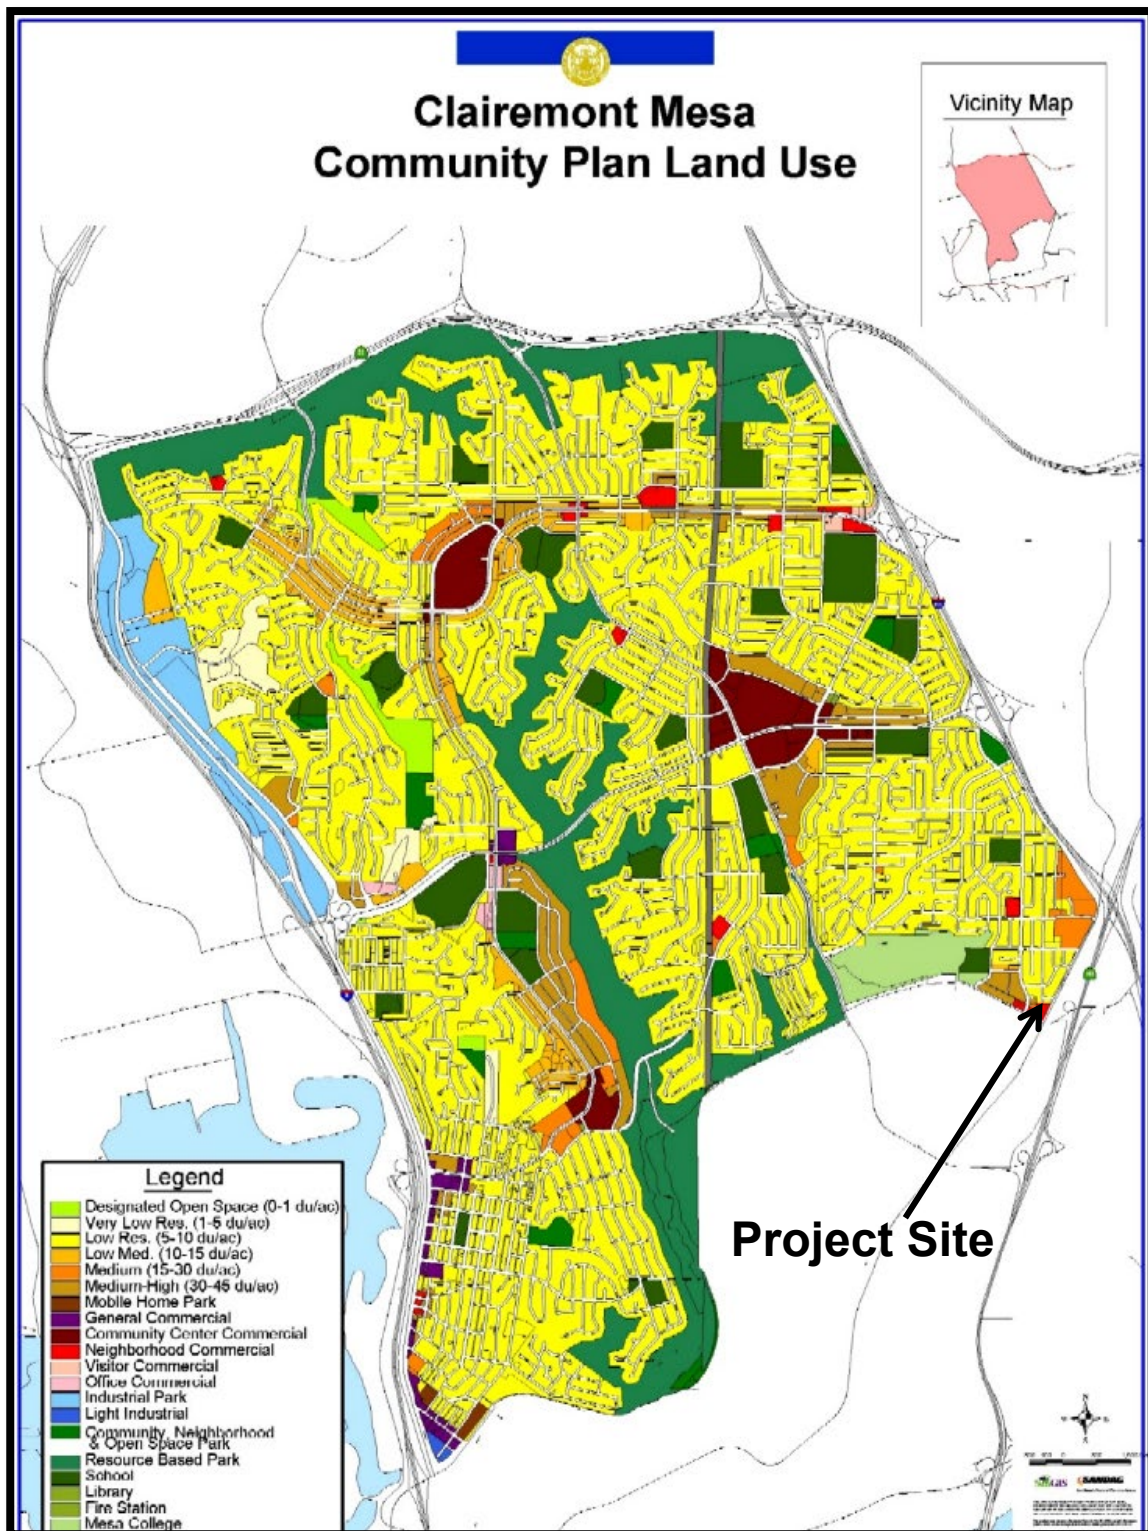 Clairemont Mesa
Community Plan Land Use
Vicinity Map
Project Site
Legend
Designated Open Space (0-1 du/ac)
Very Low Res. (1-5 du/ac)
Low Res. (5-10 du/ac)
Low Med. (10-15 du/ac)
Medium (15-30 du/ac)
Medium-High (30-45 du/ac)
Mobile Home Park
General Commercial
Community Center Commercial
Neighborhood Commercial
Visitor Commercial
Office Commercial
Industrial Park
Light Industrial
Community, Neighborhood
& Open Space Park
Resource Based Park
School
Library
Fire Station
Mesa College
N
SanGIS
SANDAG